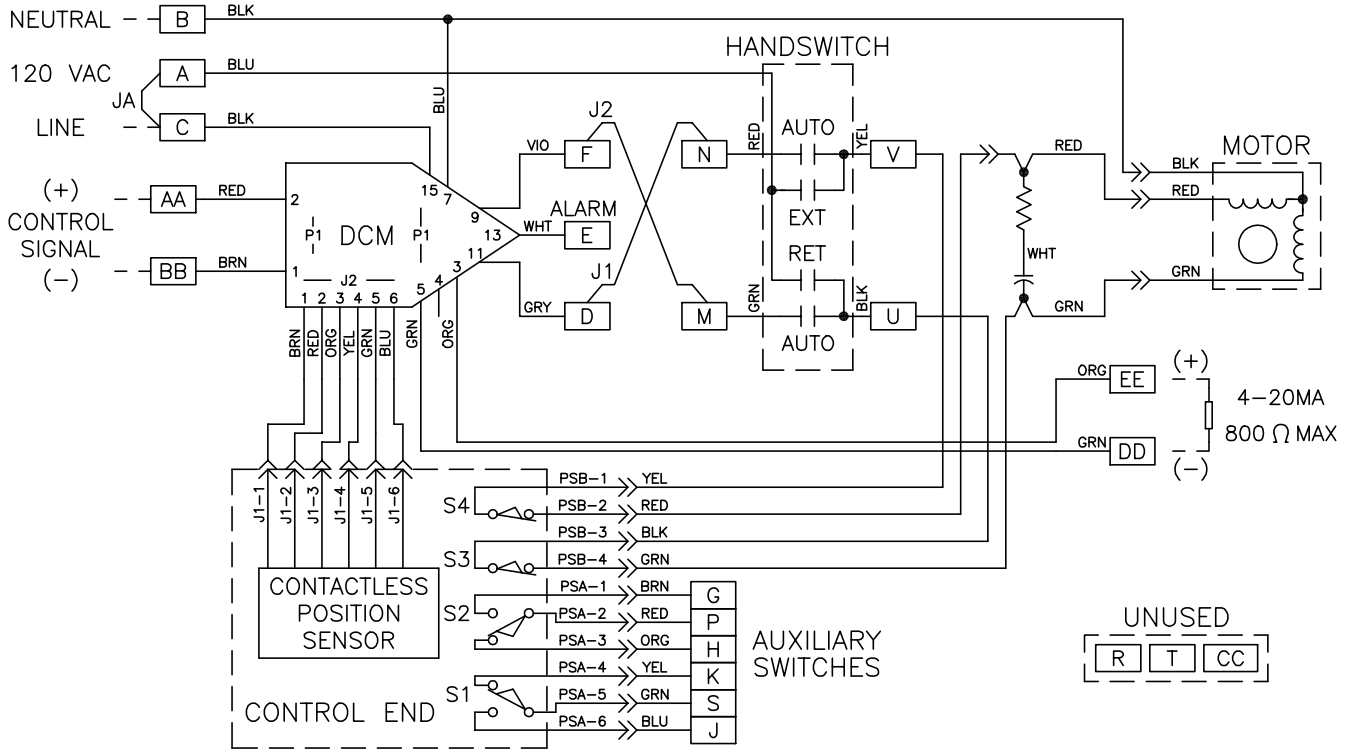 NEUTRAL B BLK
120 VAC A BLU
JA
LINE C BLK
BLU
HANDSWITCH
J2 AUTO
VIO F N RED YEL V
EXT
RED
MOTOR
BLK
RED
GRN
(+) AA RED 2
CONTROL
SIGNAL
(-) BB BRN 1
P1 DCM P1
15 7
9
13
11
3
4
5
WHT ALARM E
J1
GRY D M GRN BLK U
RET
AUTO
WHT
GRN
J2
1 2 3 4 5 6
BRN RED ORG YEL GRN BLU GRN ORG
ORG EE (+)
4-20MA
800 Ω MAX
GRN DD (-)
J1-1 J1-2 J1-3 J1-4 J1-5 J1-6
CONTACTLESS
POSITION
SENSOR
CONTROL END
S4 PSB-1 YEL
PSB-2 RED
S3 PSB-3 BLK
PSB-4 GRN
S2 PSA-1 BRN G
PSA-2 RED P
PSA-3 ORG H
S1 PSA-4 YEL K
PSA-5 GRN S
PSA-6 BLU J
AUXILIARY
SWITCHES
UNUSED
R T CC